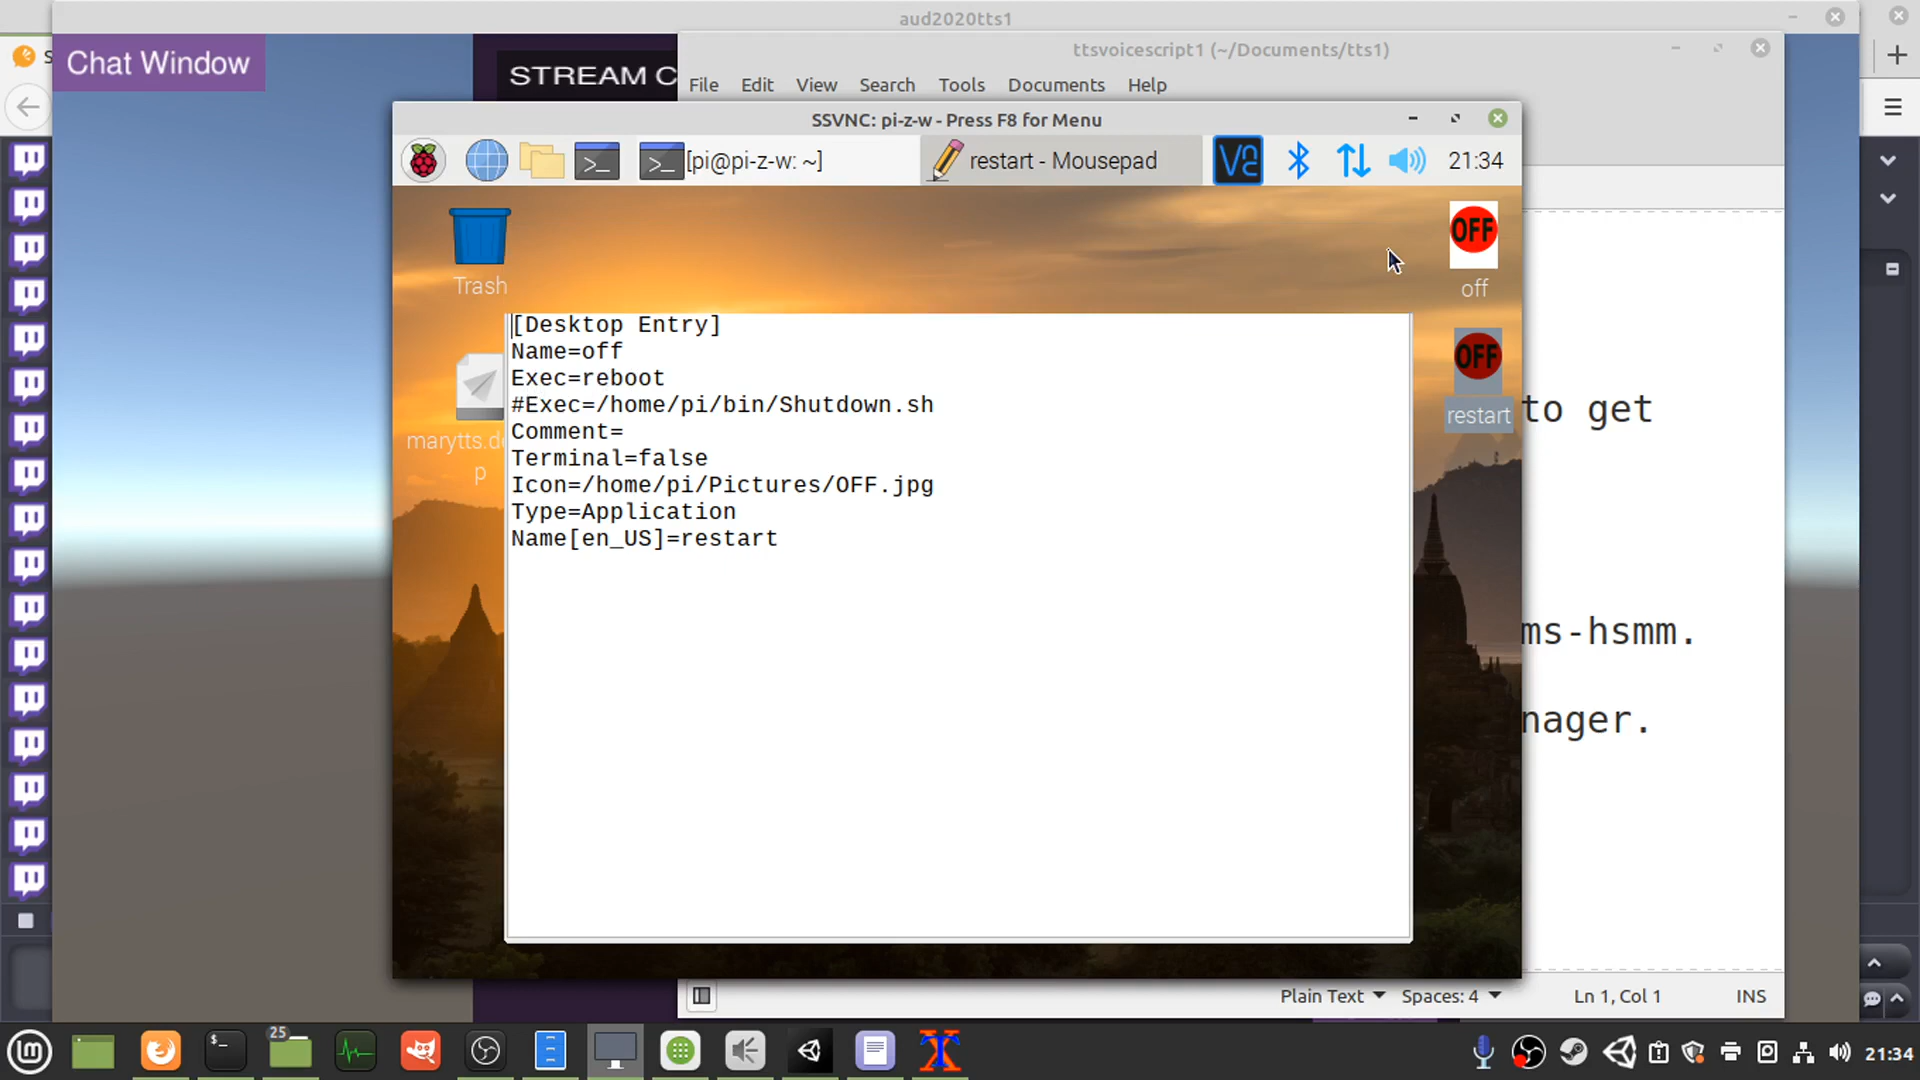 aud2020tts1
Chat Window
STREAM C
ttsvoicescript1 (~/Documents/tts1)
File Edit View Search Tools Documents Help
SSVNC: pi-z-w - Press F8 for Menu
[pi@pi-z-w: ~]
restart - Mousepad
21:34
Trash
OFF
off
OFF
restart
marytts.de
p
[Desktop Entry]
Name=off
Exec=reboot
#Exec=/home/pi/bin/Shutdown.sh
Comment=
Terminal=false
Icon=/home/pi/Pictures/OFF.jpg
Type=Application
Name[en_US]=restart
to get
ms-hsmm.
nager.
Plain Text Spaces: 4 Ln 1, Col 1 INS
25
21:34